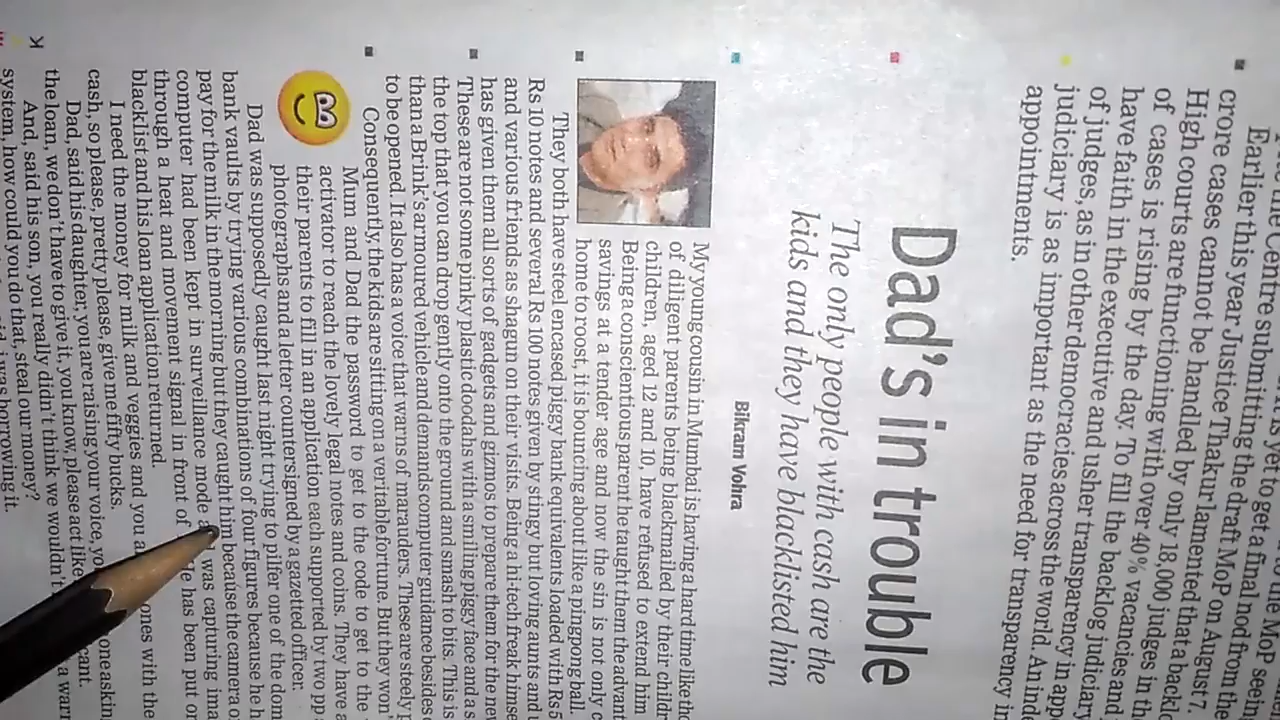 the Centre is yet to get a final nod from the
Earlier this year Justice Thakur lamented that a backl
crore cases cannot be handled by only 18,000 judges in the
High courts are functioning with over 40% vacancies and
of cases is rising by the day. To fill the backlog judiciary
have faith in the executive and usher transparency in app
of judges, as in other democracies across the world. An inde
judiciary is as important as the need for transparency in
appointments.
Dad's in trouble
The only people with cash are the
kids and they have blacklisted him
Bikram Vohra
My young cousin in Mumbai is having a hard time like
of diligent parents being blackmailed by their childr
children, aged 12 and 10, have refused to extend him
Being a conscientious parent he taught them the advant
savings at a tender age and now the sin is not only c
home to roost, it is bouncing about like a pingpong ball.
They both have steel encased piggy bank equivalents loaded with Rs 5
Rs 10 notes and several Rs 100 notes given by stingy but loving aunts and
and various friends as shagun on their visits. Being a hi-tech freak himse
has given them all sorts of gadgets and gizmos to prepare them for the ne
These are not some pinky plastic doodahs with a smiling piggy face and a s
the top that you can drop gently onto the ground and smash to bits. This is
than a Brink's armoured vehicle and demands computer guidance besides
to be opened. It also has a voice that warns of marauders. These are steely p
Consequently, the kids are sitting on a veritable fortune. But they won'
Mum and Dad the password to get to the code to get to the
activator to reach the lovely legal notes and coins. They have a
their parents to fill in an application each supported by two pp
photographs and a letter countersigned by a gazetted officer.
Dad was supposedly caught last night trying to pilfer one of the dom
bank vaults by trying various combinations of four figures because he h
pay for the milk in the morning but they caught him because the camera o
computer had been kept in surveillance mode was capturing ima
through a heat and movement signal in front of he has been put on
blacklist and his loan application returned.
I need the money for milk and veggies and you a ones with the
cash, so please, pretty please, give me fifty bucks.
Dad, said his daughter, you are raising your voice, yo one asking
the loan, we don't have to give it, you know, please act like
And, said his son, you really didn't think we wouldn't a warn
system, how could you do that, steal our money?
was borrowing it.
K